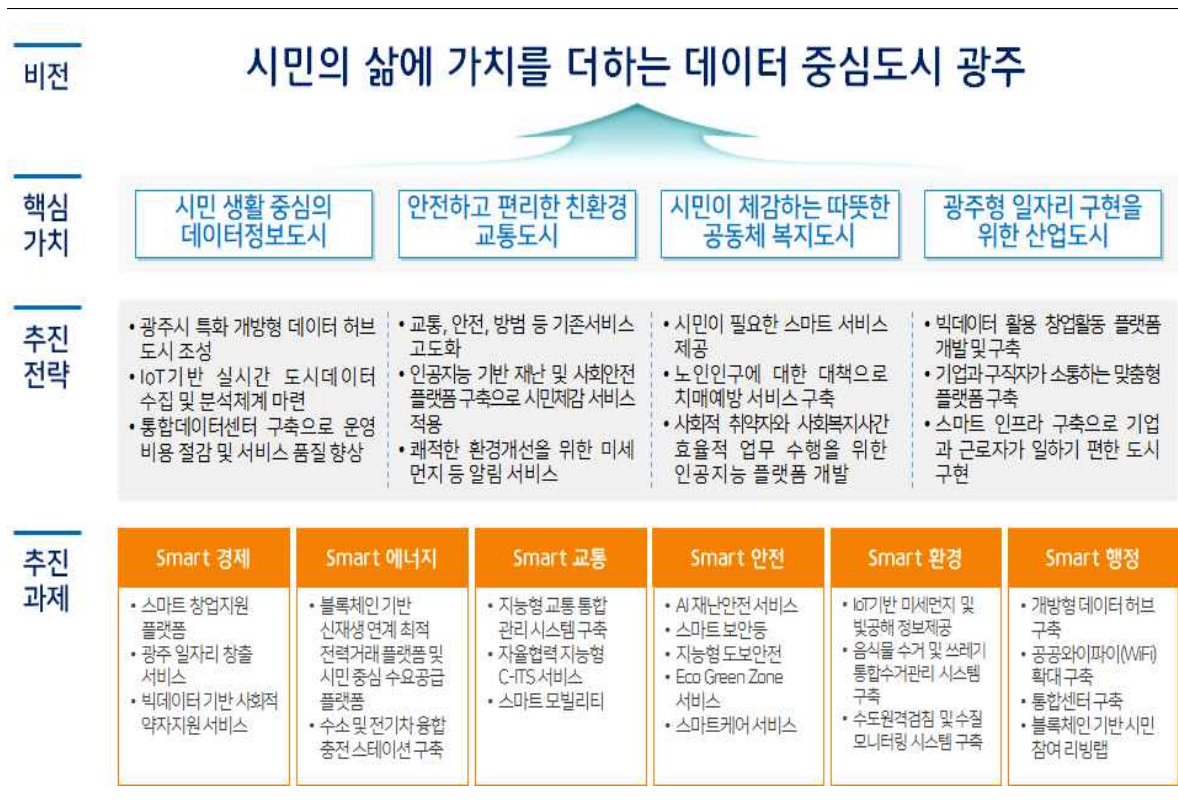 비전
시민의 삶에 가치를 더하는 데이터 중심도시 광주
핵심
가치
시민 생활 중심의
데이터정보도시
안전하고 편리한 친환경
교통도시
시민이 체감하는 따뜻한
공동체 복지도시
광주형 일자리 구현을
위한 산업도시
추진
전략
• 광주시 특화 개방형 데이터 허브
도시 조성
• IoT기반 실시간 도시데이터
수집 및 분석체계 마련
• 통합데이터센터 구축으로 운영
비용 절감 및 서비스 품질 향상
• 교통, 안전, 방범 등 기존서비스
고도화
• 인공지능 기반 재난 및 사회안전
플랫폼 구축으로 시민체감 서비스
적용
• 쾌적한 환경개선을 위한 미세
먼지 등 알림 서비스
• 시민이 필요한 스마트 서비스
제공
• 노인인구에 대한 대책으로
치매예방 서비스 구축
• 사회적 취약자와 사회복지사간
효율적 업무 수행을 위한
인공지능 플랫폼 개발
• 빅데이터 활용 창업활동 플랫폼
개발 및 구축
• 기업과 구직자가 소통하는 맞춤형
플랫폼 구축
• 스마트 인프라 구축으로 기업
과 근로자가 일하기 편한 도시
구현
추진
과제
Smart 경제
• 스마트 창업지원
플랫폼
• 광주 일자리 창출
서비스
• 빅데이터 기반 사회적
약자지원 서비스
Smart 에너지
• 블록체인 기반
신재생 연계 최적
전력거래 플랫폼 및
시민 중심 수요공급
플랫폼
• 수소 및 전기차 융합
충전 스테이션 구축
Smart 교통
• 지능형 교통 통합
관리 시스템 구축
• 자율협력 지능형
C-ITS 서비스
• 스마트 모빌리티
Smart 안전
• AI 재난안전 서비스
• 스마트 보안등
• 지능형 도보안전
• Eco Green Zone
서비스
• 스마트케어 서비스
Smart 환경
• IoT기반 미세먼지 및
빛공해 정보제공
• 음식물 수거 및 쓰레기
통합수거관리 시스템
구축
• 수도원격검침 및 수질
모니터링 시스템 구축
Smart 행정
• 개방형 데이터 허브
구축
• 공공와이파이(WiFi)
확대 구축
• 통합센터 구축
• 블록체인 기반 시민
참여 리빙랩